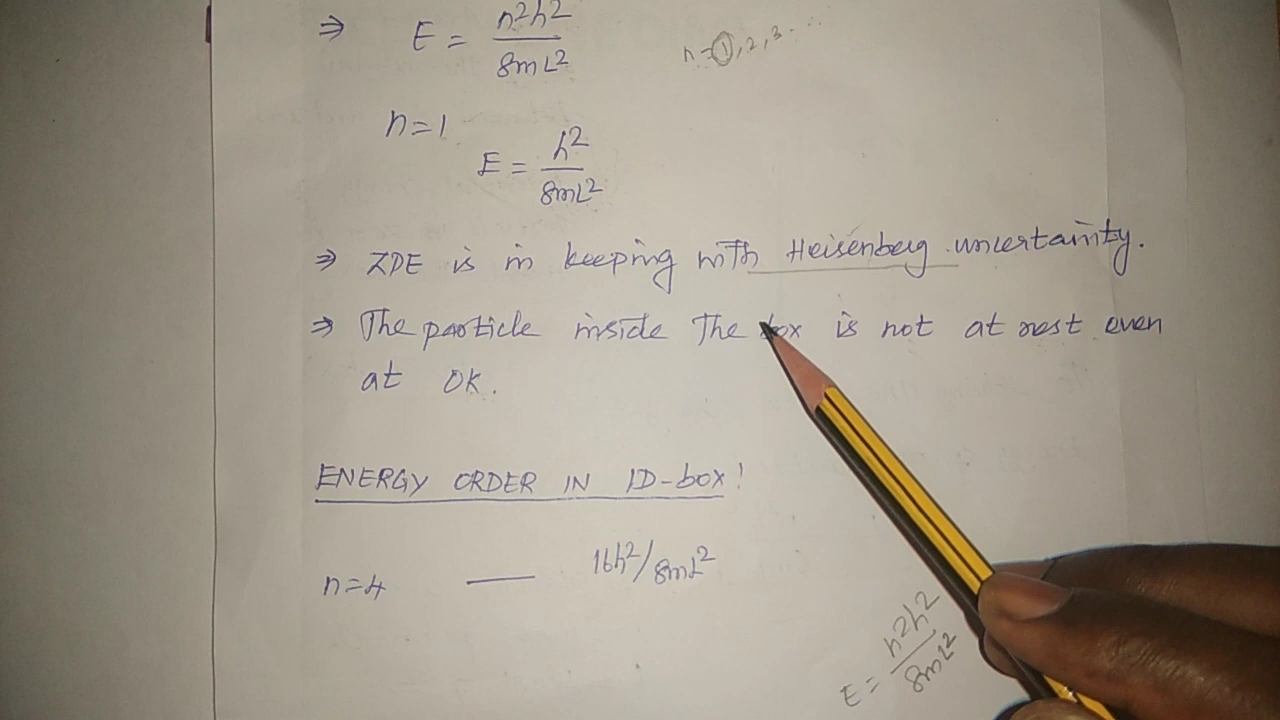 ⇒ E = n²h²/8mL²
n = 1, 2, 3...
n=1
E = h²/8mL²
⇒ ZPE is in keeping with Heisenberg uncertainity.
⇒ The particle inside The box is not at rest even
at 0K.
ENERGY ORDER IN 1D-box!
n=4 — 16h²/8mL²
E = n²h²/8mL²